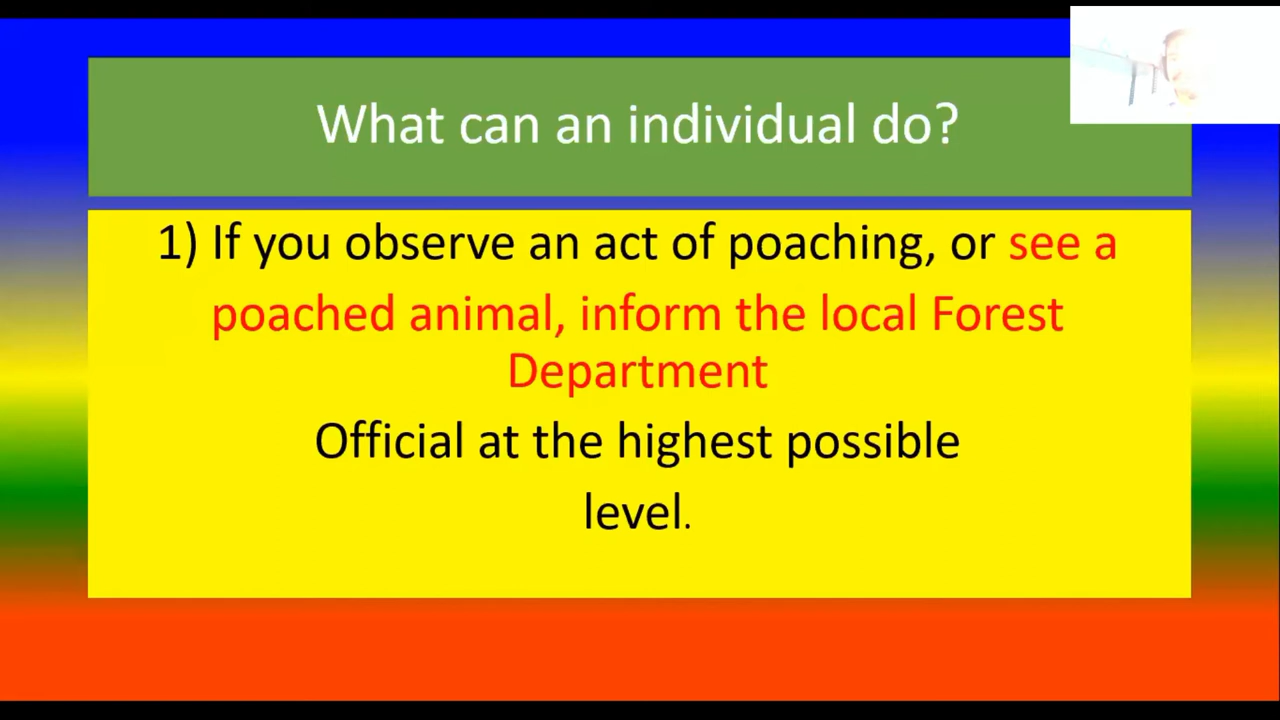 What can an individual do?
1) If you observe an act of poaching, or see a
poached animal, inform the local Forest
Department
Official at the highest possible
level.